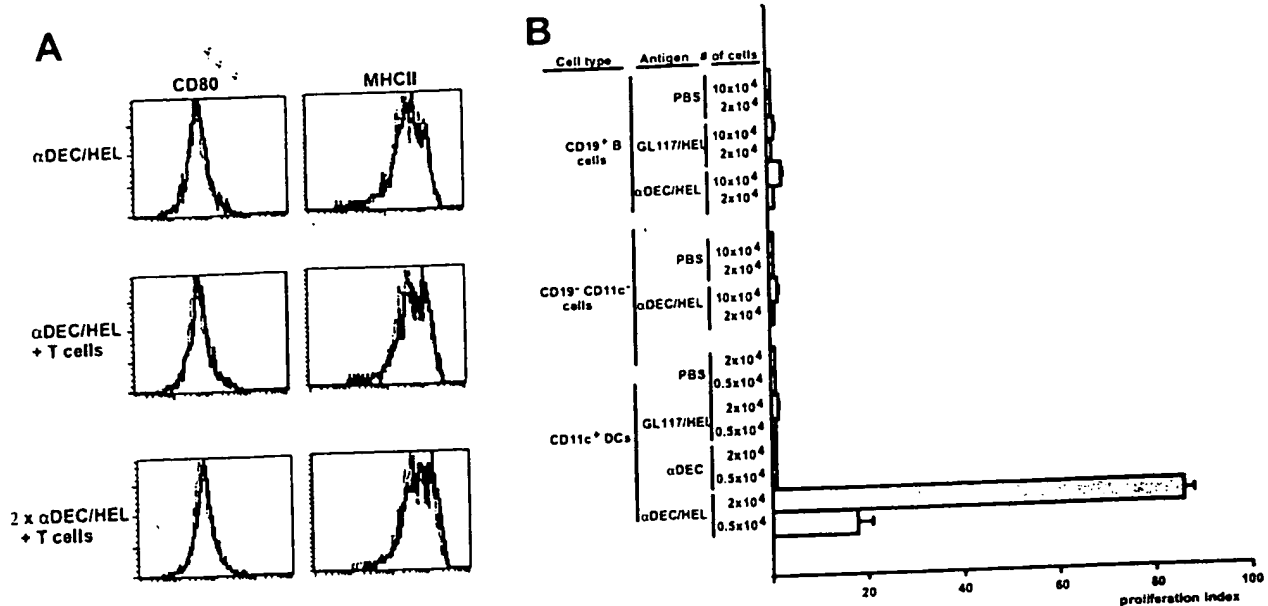 A
CD80
MHCII
αDEC/HEL
αDEC/HEL
+ T cells
2 x αDEC/HEL
+ T cells
B
Cell type
Antigen
# of cells
CD19⁺ B
cells
PBS
10x10⁴
2x10⁴
GL117/HEL
10x10⁴
2x10⁴
αDEC/HEL
10x10⁴
2x10⁴
CD19⁻ CD11c⁻
cells
PBS
10x10⁴
2x10⁴
αDEC/HEL
10x10⁴
2x10⁴
CD11c⁺ DCs
PBS
2x10⁴
0.5x10⁴
GL117/HEL
2x10⁴
0.5x10⁴
αDEC
2x10⁴
0.5x10⁴
αDEC/HEL
2x10⁴
0.5x10⁴
20
40
60
80
100
proliferation index